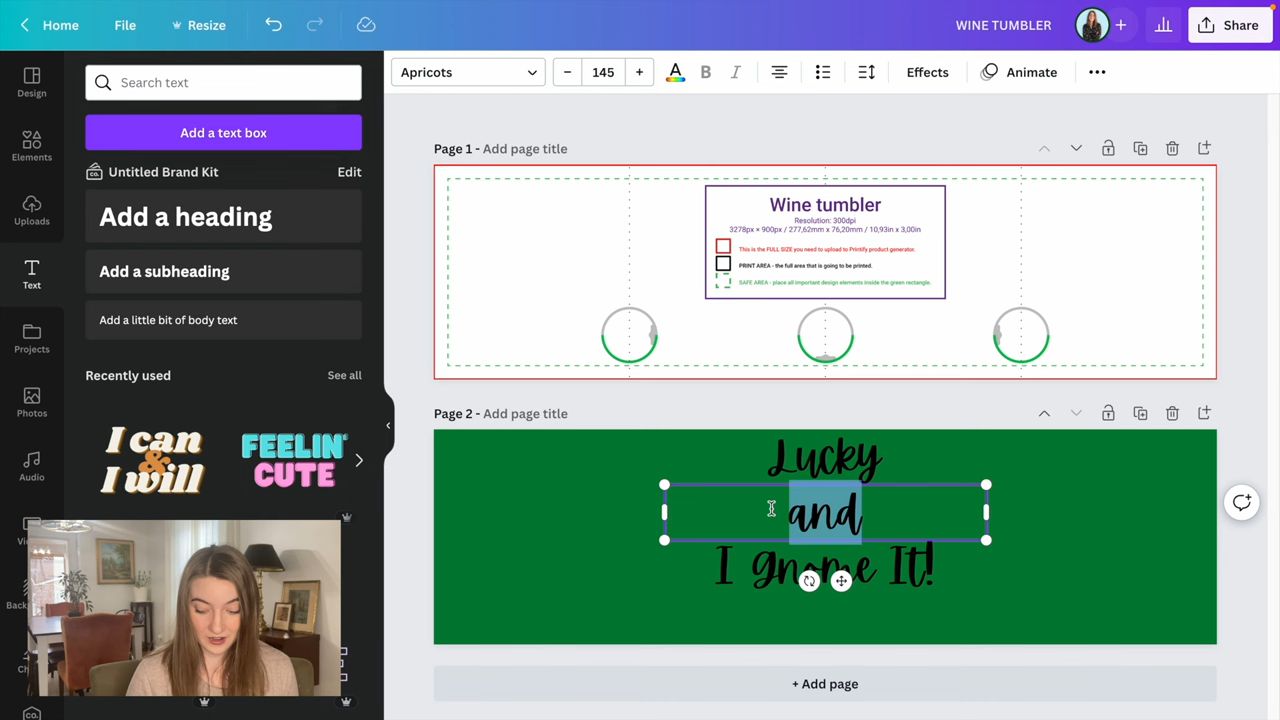 Home
File
Resize
WINE TUMBLER
Share
Design
Elements
Uploads
Text
Projects
Photos
Audio
Search text
Add a text box
Untitled Brand Kit
Edit
Add a heading
Add a subheading
Add a little bit of body text
Recently used
See all
I can
&
I will
FEELIN'
CUTE
Apricots
145
B I
Effects
Animate
Page 1 - Add page title
Wine tumbler
Resolution: 300dpi
3278px × 900px / 277,62mm x 76,20mm / 10,93in x 3,00in
This is the FULL SIZE you need to upload to Printify product generator.
PRINT AREA - the full area that is going to be printed.
SAFE AREA - place all important design elements inside the green rectangle.
Page 2 - Add page title
Lucky
and
I gnome It!
+ Add page
co.